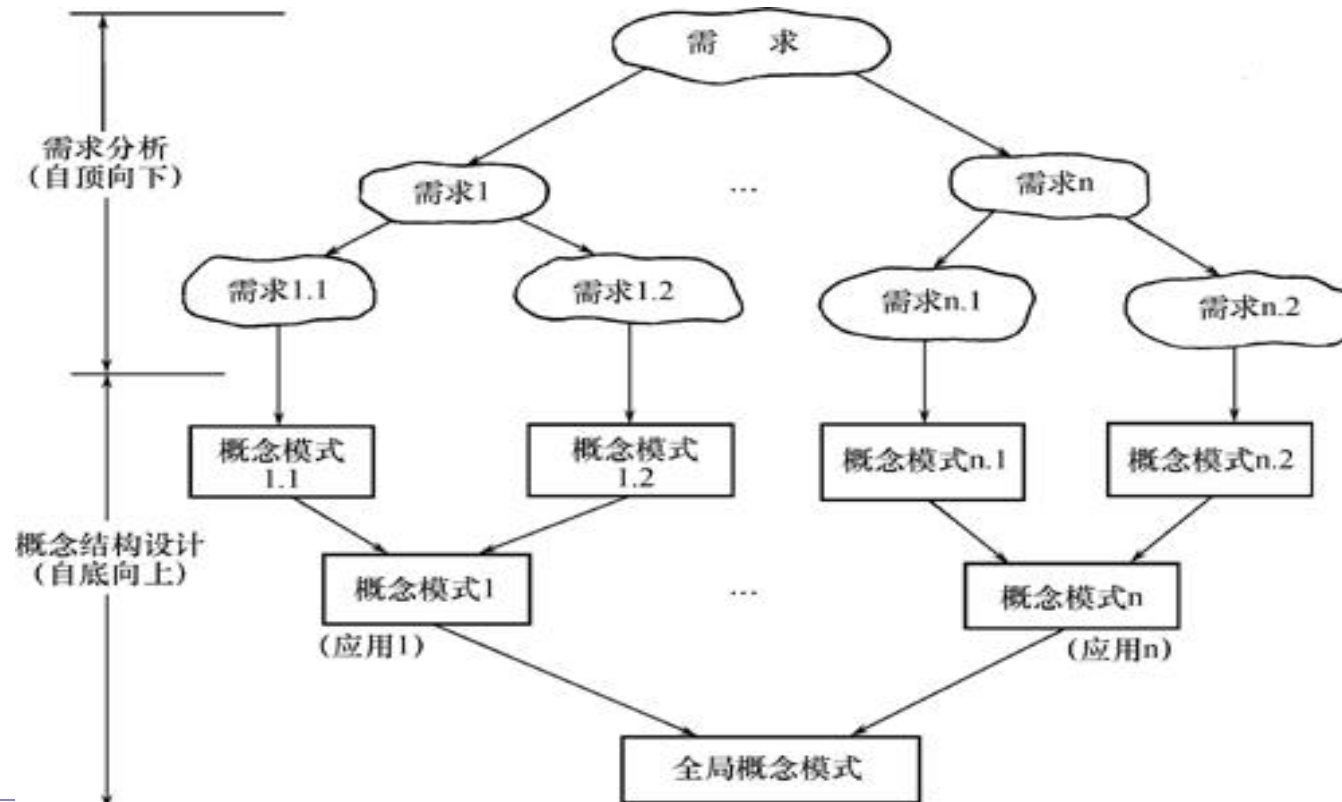 需 求
需求分析
(自顶向下)
需求1
…
需求n
需求1.1
需求1.2
需求n.1
需求n.2
概念模式
1.1
概念模式
1.2
概念模式n.1
概念模式n.2
概念结构设计
(自底向上)
概念模式1
…
概念模式n
(应用1)
(应用n)
全局概念模式